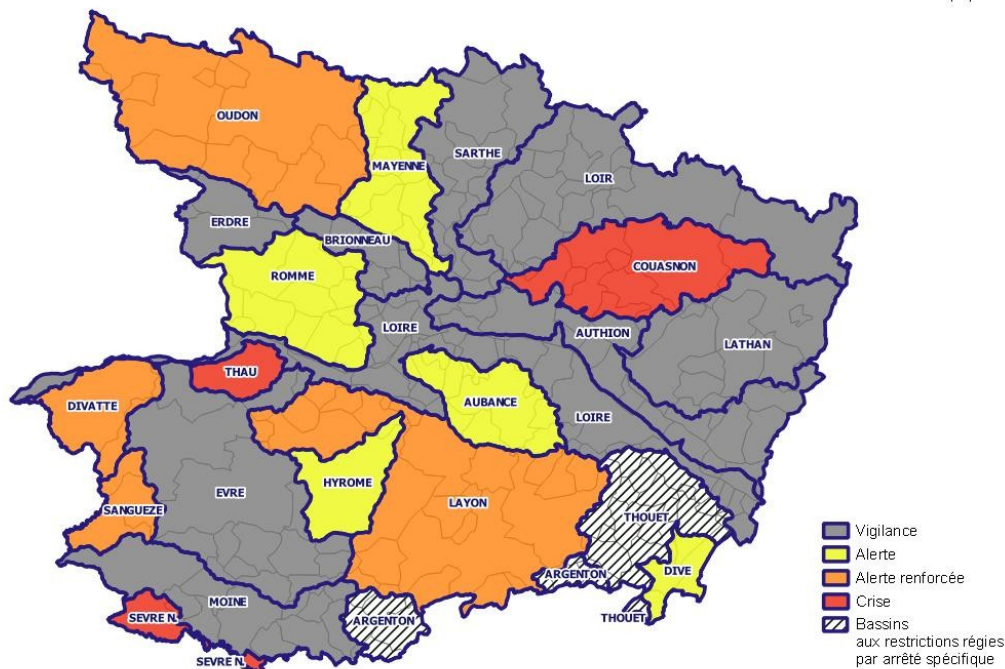 OUDON
MAYENNE
SARTHE
LOIR
ERDRE
BRIONNEAU
ROMME
COUASNON
LOIRE
AUTHION
LATHAN
THAU
DIVATTE
AUBANCE
LOIRE
HYROME
EVRE
LAYON
SANGUEZE
THOUET
DIVE
ARGENTON
MOINE
SEVRE N.
ARGENTON
THOUET
SEVRE N.
Vigilance
Alerte
Alerte renforcée
Crise
Bassins
aux restrictions régies
par arrêté spécifique